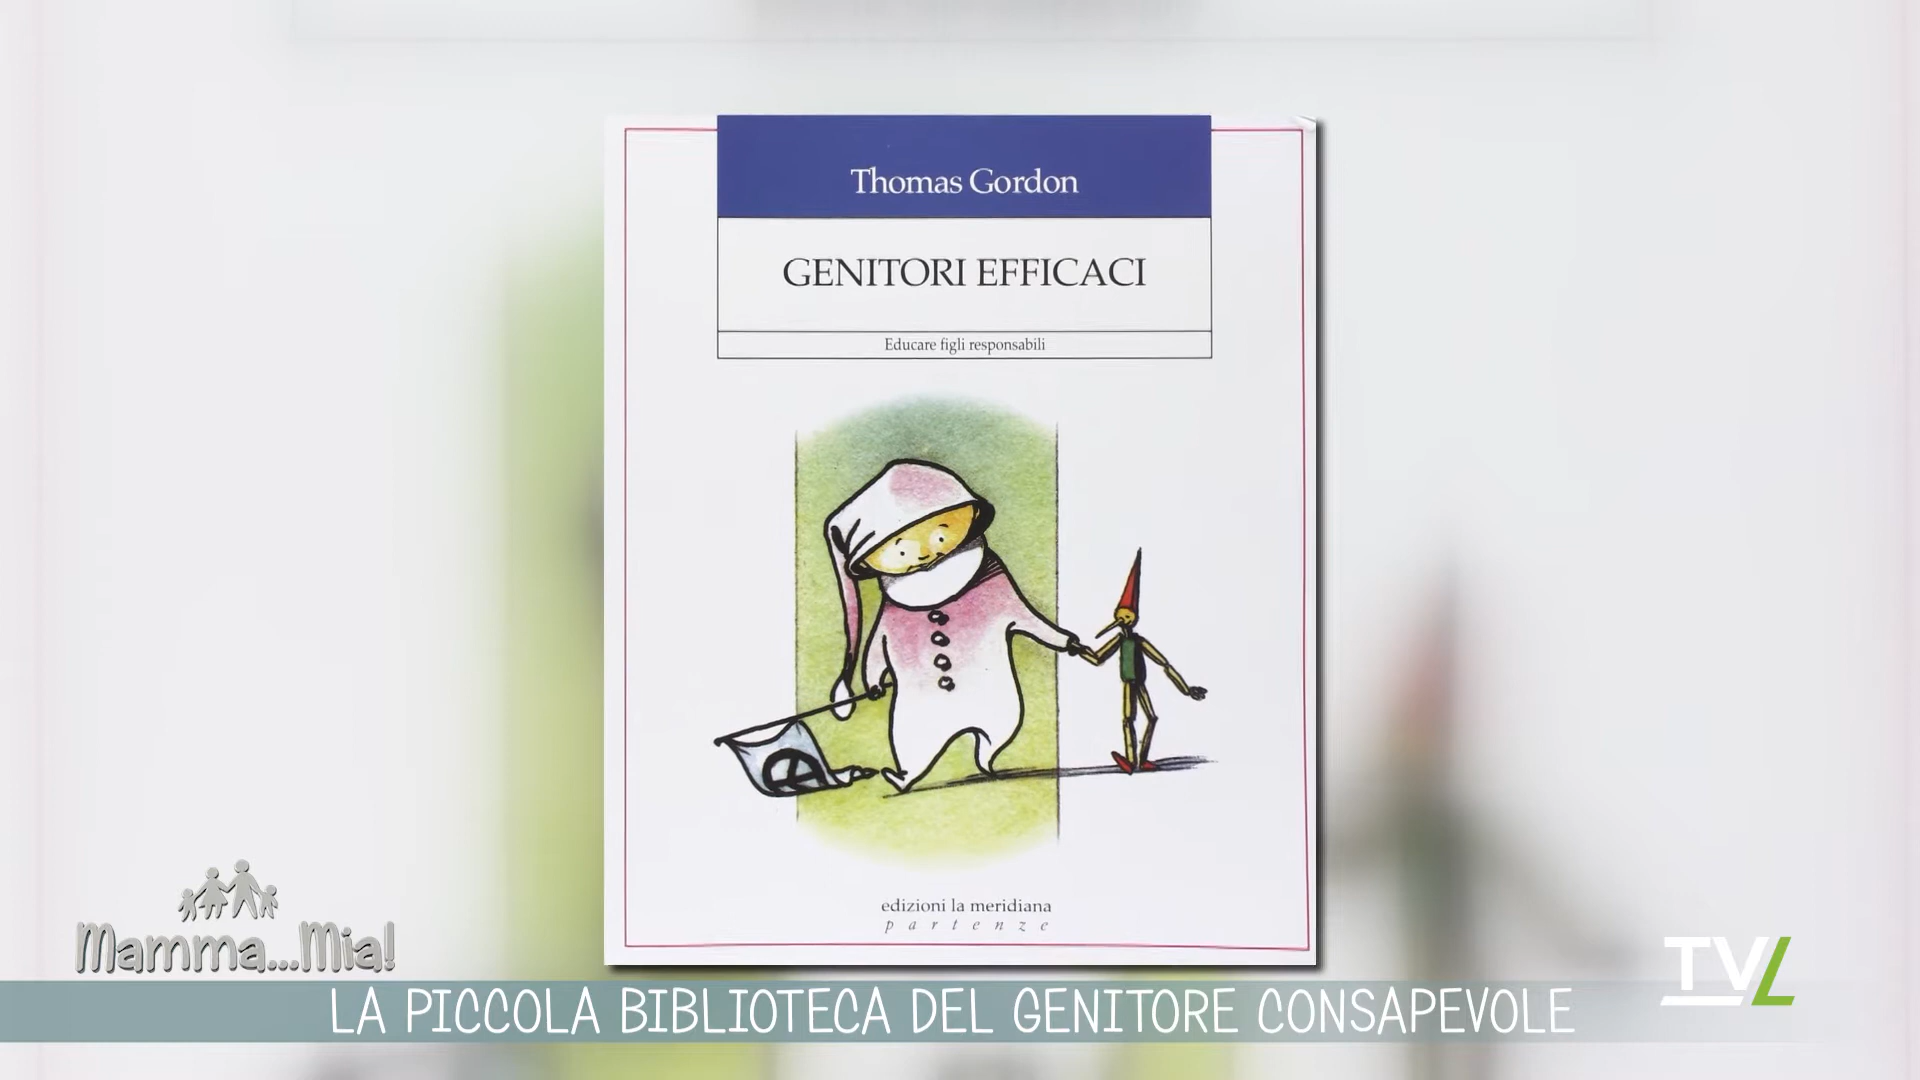 Thomas Gordon
GENITORI EFFICACI
Educare figli responsabili
edizioni la meridiana
partenze
Mamma...Mia!
TVL
LA PICCOLA BIBLIOTECA DEL GENITORE CONSAPEVOLE